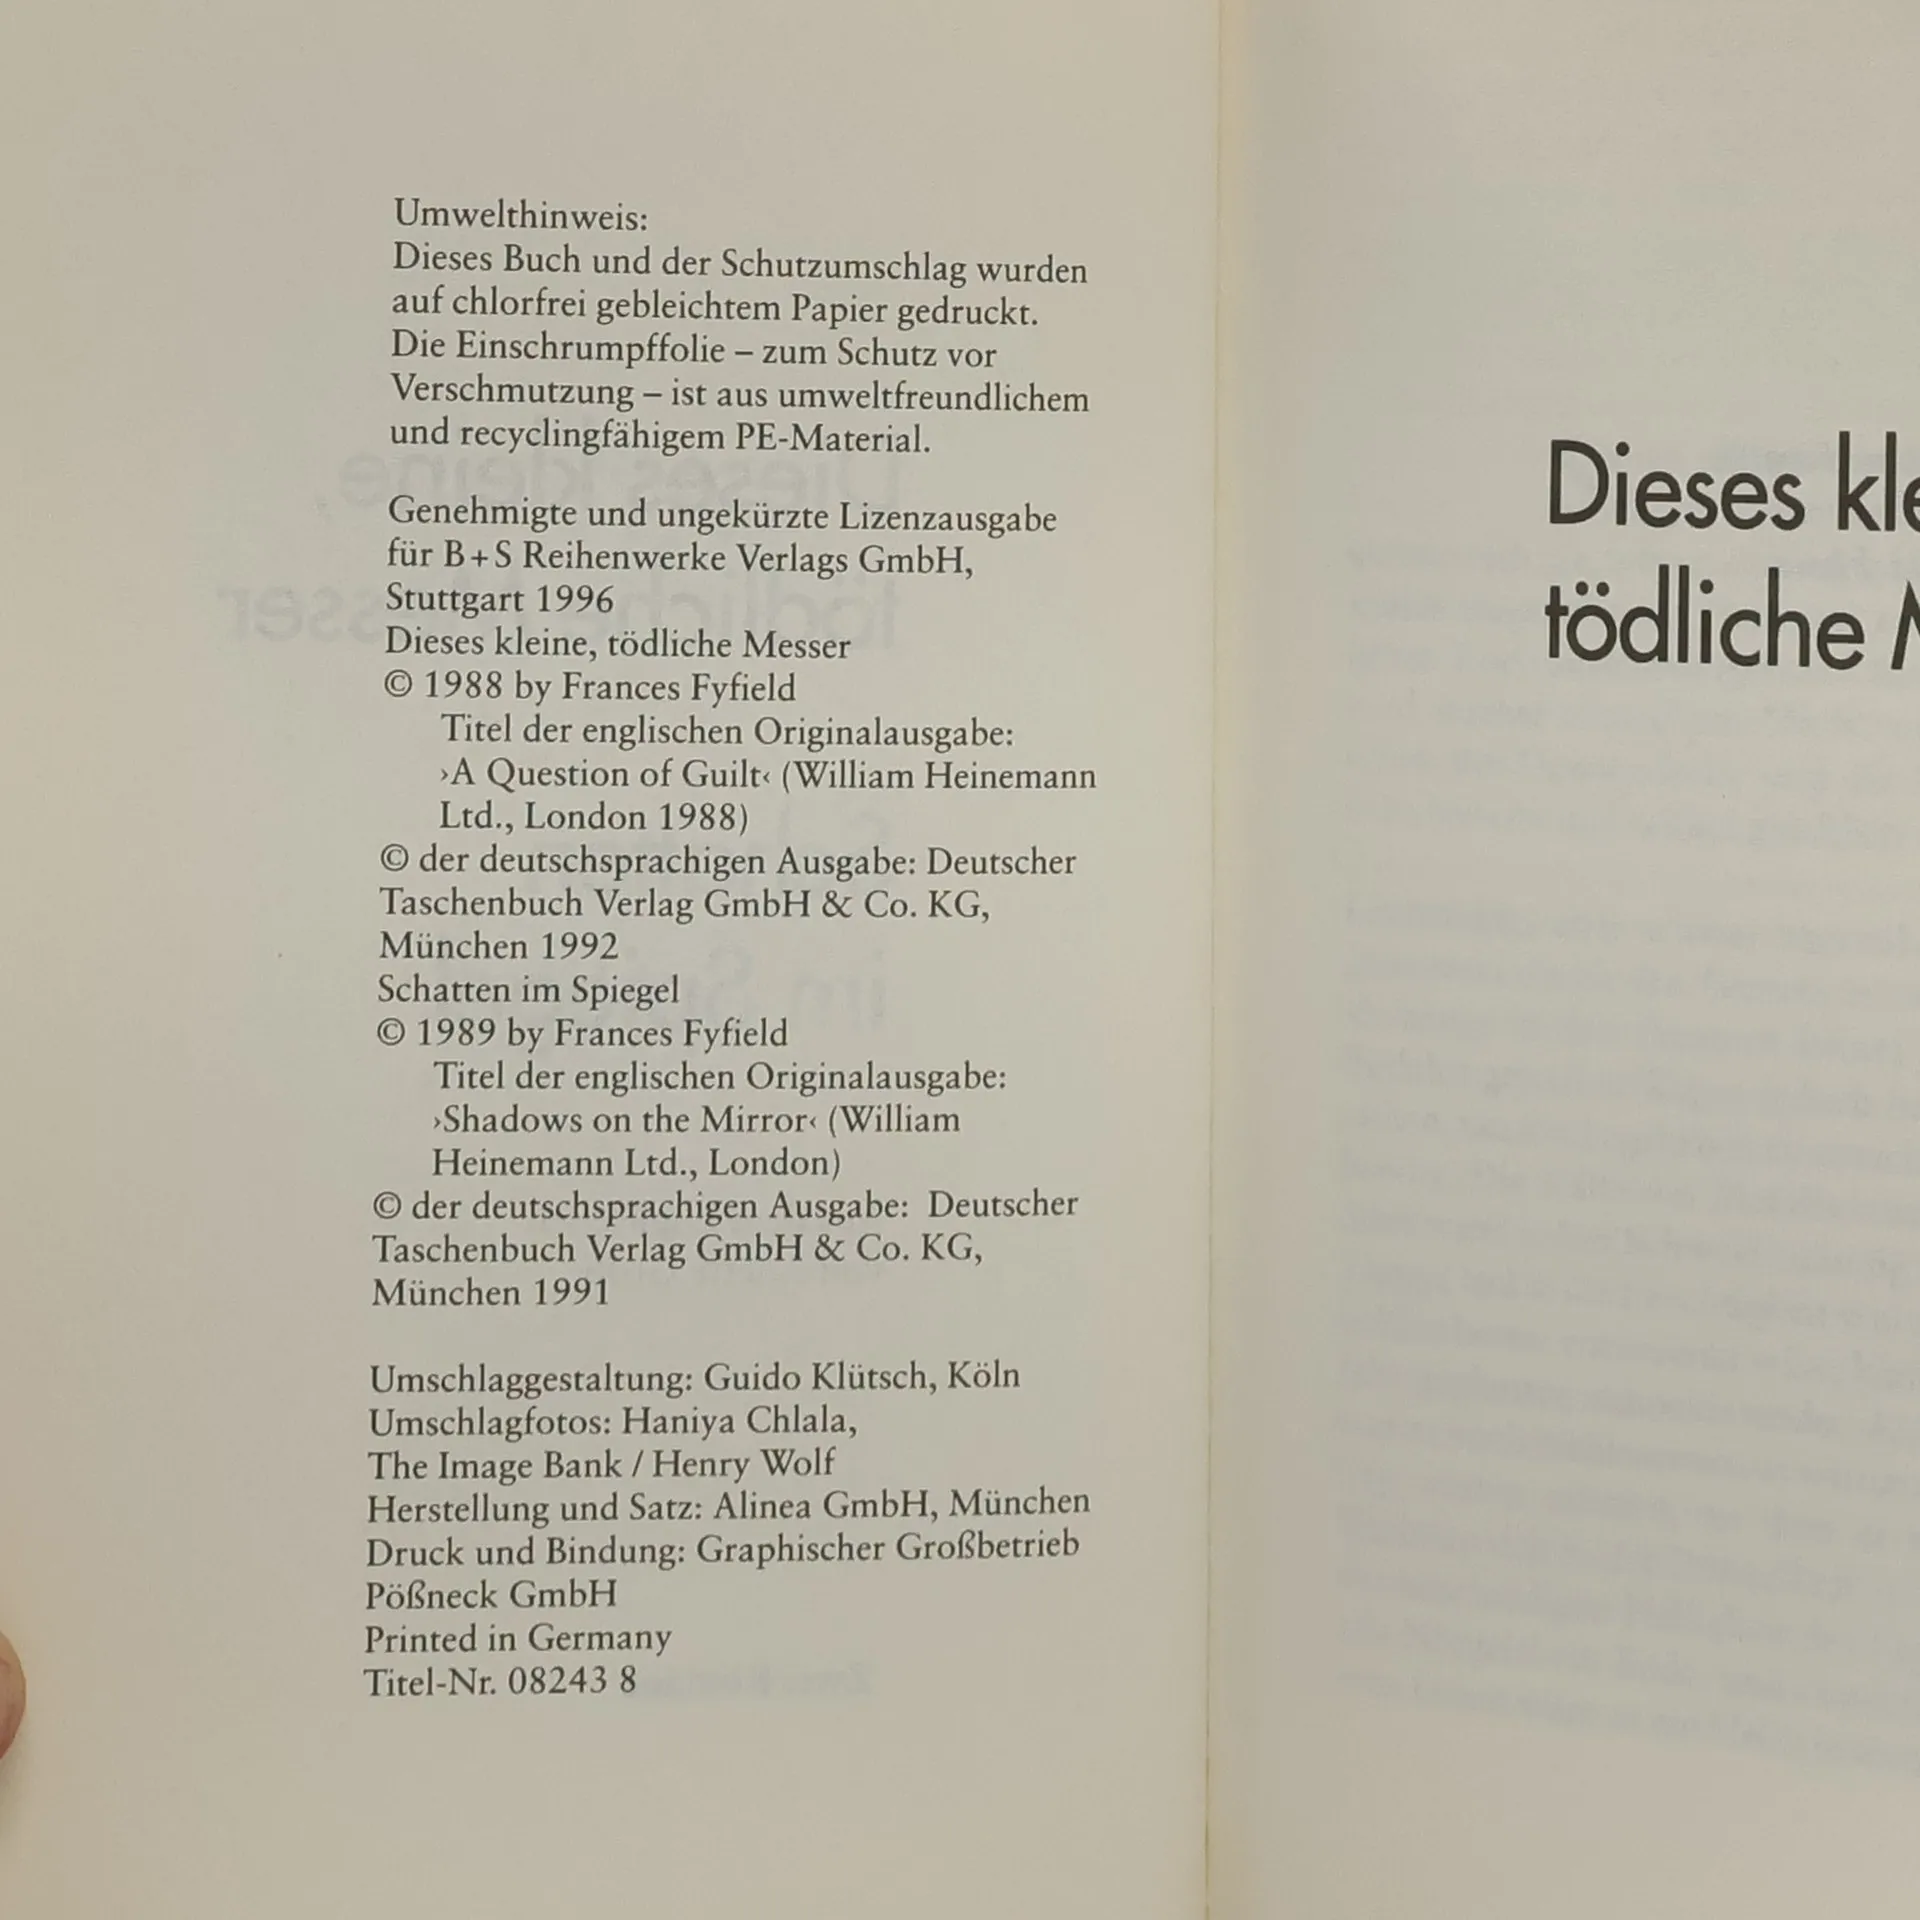 Umwelthinweis:
Dieses Buch und der Schutzumschlag wurden
auf chlorfrei gebleichtem Papier gedruckt.
Die Einschrumpffolie – zum Schutz vor
Verschmutzung – ist aus umweltfreundlichem
und recyclingfähigem PE-Material.
Genehmigte und ungekürzte Lizenzausgabe
für B+S Reihenwerke Verlags GmbH,
Stuttgart 1996
Dieses kleine, tödliche Messer
© 1988 by Frances Fyfield
Titel der englischen Originalausgabe:
›A Question of Guilt‹ (William Heinemann
Ltd., London 1988)
© der deutschsprachigen Ausgabe: Deutscher
Taschenbuch Verlag GmbH & Co. KG,
München 1992
Schatten im Spiegel
© 1989 by Frances Fyfield
Titel der englischen Originalausgabe:
›Shadows on the Mirror‹ (William
Heinemann Ltd., London)
© der deutschsprachigen Ausgabe: Deutscher
Taschenbuch Verlag GmbH & Co. KG,
München 1991
Umschlaggestaltung: Guido Klütsch, Köln
Umschlagfotos: Haniya Chlala,
The Image Bank / Henry Wolf
Herstellung und Satz: Alinea GmbH, München
Druck und Bindung: Graphischer Großbetrieb
Pößneck GmbH
Printed in Germany
Titel-Nr. 08243 8
Dieses kle
tödliche M